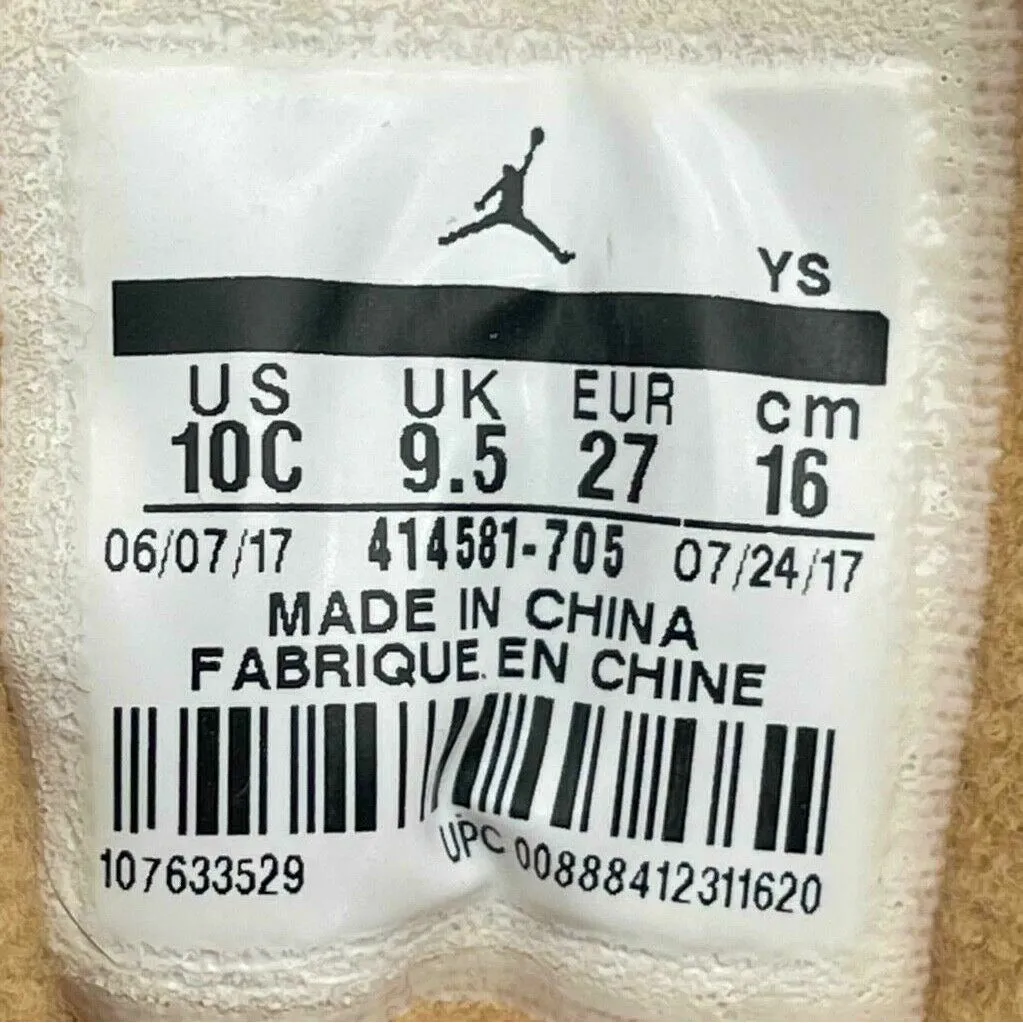 YS
US UK EUR cm
10C 9.5 27 16
06/07/17 414581-705 07/24/17
MADE IN CHINA
FABRIQUE EN CHINE
107633529 UPC 00888412311620